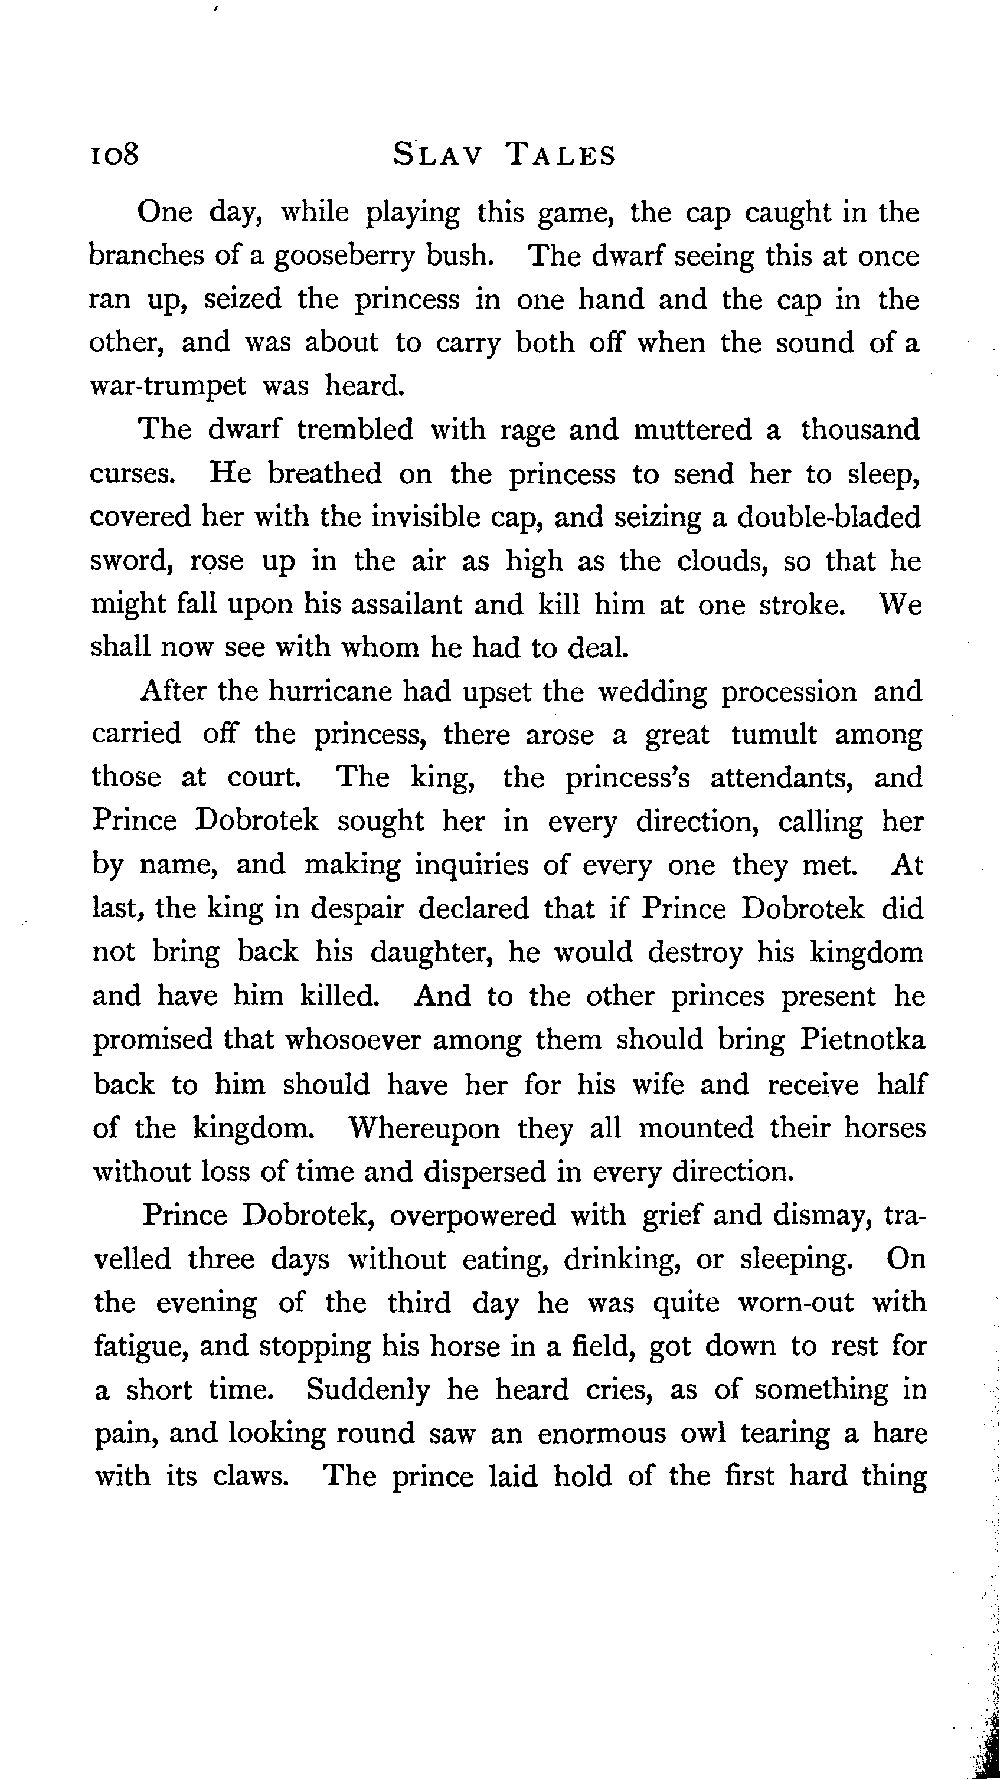 108 SLAV TALES
One day, while playing this game, the cap caught in the
branches of a gooseberry bush. The dwarf seeing this at once
ran up, seized the princess in one hand and the cap in the
other, and was about to carry both off when the sound of a
war-trumpet was heard.
The dwarf trembled with rage and muttered a thousand
curses. He breathed on the princess to send her to sleep,
covered her with the invisible cap, and seizing a double-bladed
sword, rose up in the air as high as the clouds, so that he
might fall upon his assailant and kill him at one stroke. We
shall now see with whom he had to deal.
After the hurricane had upset the wedding procession and
carried off the princess, there arose a great tumult among
those at court. The king, the princess's attendants, and
Prince Dobrotek sought her in every direction, calling her
by name, and making inquiries of every one they met. At
last, the king in despair declared that if Prince Dobrotek did
not bring back his daughter, he would destroy his kingdom
and have him killed. And to the other princes present he
promised that whosoever among them should bring Pietnotka
back to him should have her for his wife and receive half
of the kingdom. Whereupon they all mounted their horses
without loss of time and dispersed in every direction.
Prince Dobrotek, overpowered with grief and dismay, tra-
velled three days without eating, drinking, or sleeping. On
the evening of the third day he was quite worn-out with
fatigue, and stopping his horse in a field, got down to rest for
a short time. Suddenly he heard cries, as of something in
pain, and looking round saw an enormous owl tearing a hare
with its claws. The prince laid hold of the first hard thing